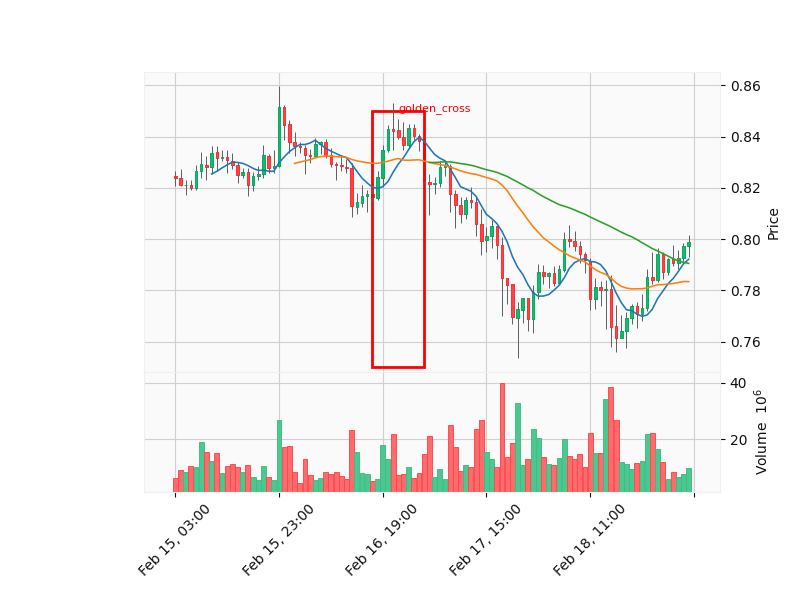 golden_cross
0.86
0.84
0.82
0.80
0.78
0.76
Price
40
20
Volume 10^6
Feb 15, 03:00
Feb 15, 23:00
Feb 16, 19:00
Feb 17, 15:00
Feb 18, 11:00